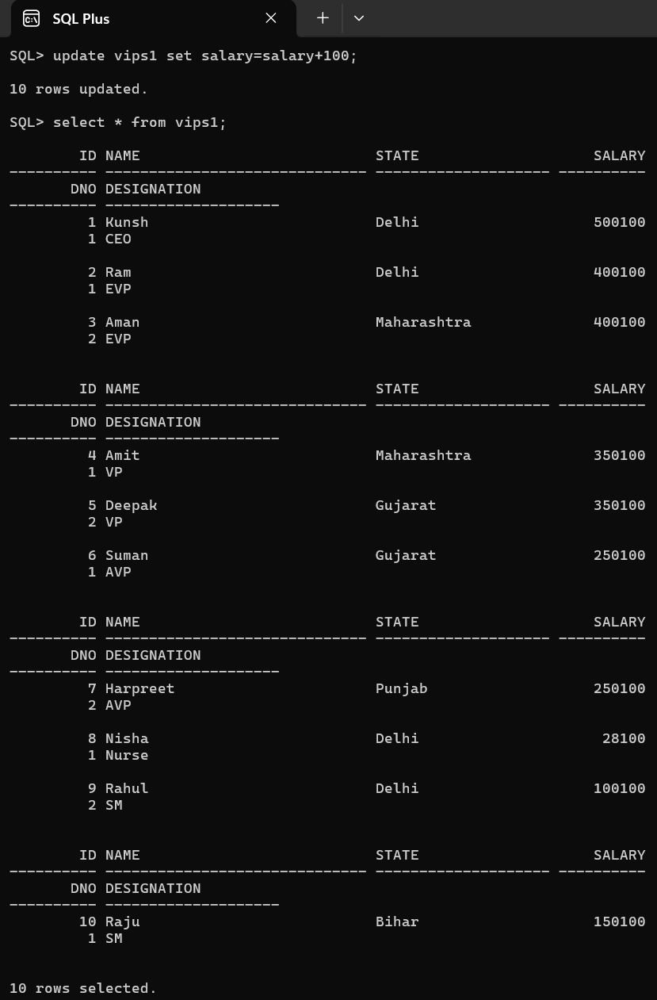 SQL Plus
SQL> update vips1 set salary=salary+100;
10 rows updated.
SQL> select * from vips1;
        ID NAME                           STATE                    SALARY
---------- ------------------------------ -------------------- ----------
       DNO DESIGNATION
---------- --------------------
         1 Kunsh                          Delhi                    500100
         1 CEO
         2 Ram                            Delhi                    400100
         1 EVP
         3 Aman                           Maharashtra              400100
         2 EVP
        ID NAME                           STATE                    SALARY
---------- ------------------------------ -------------------- ----------
       DNO DESIGNATION
---------- --------------------
         4 Amit                           Maharashtra              350100
         1 VP
         5 Deepak                         Gujarat                  350100
         2 VP
         6 Suman                          Gujarat                  250100
         1 AVP
        ID NAME                           STATE                    SALARY
---------- ------------------------------ -------------------- ----------
       DNO DESIGNATION
---------- --------------------
         7 Harpreet                       Punjab                   250100
         2 AVP
         8 Nisha                          Delhi                     28100
         1 Nurse
         9 Rahul                          Delhi                    100100
         2 SM
        ID NAME                           STATE                    SALARY
---------- ------------------------------ -------------------- ----------
       DNO DESIGNATION
---------- --------------------
        10 Raju                           Bihar                    150100
         1 SM
10 rows selected.